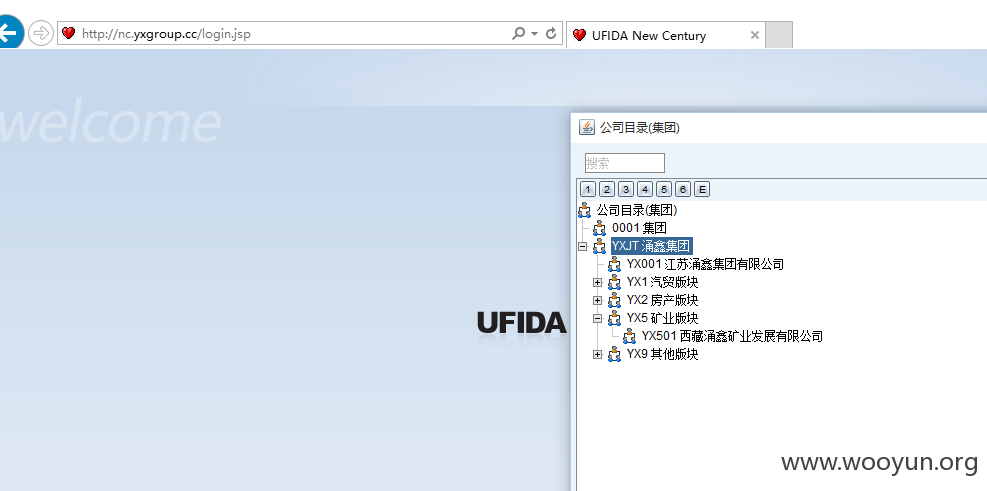 http://nc.yxgroup.cc/login.jsp
UFIDA New Century
welcome
公司目录(集团)
搜索
1 2 3 4 5 6 E
公司目录(集团)
0001 集团
YXJT 涌鑫集团
YX001 江苏涌鑫集团有限公司
YX1 汽贸版块
YX2 房产版块
YX5 矿业版块
YX501 西藏涌鑫矿业发展有限公司
YX9 其他版块
UFIDA
www.wooyun.org